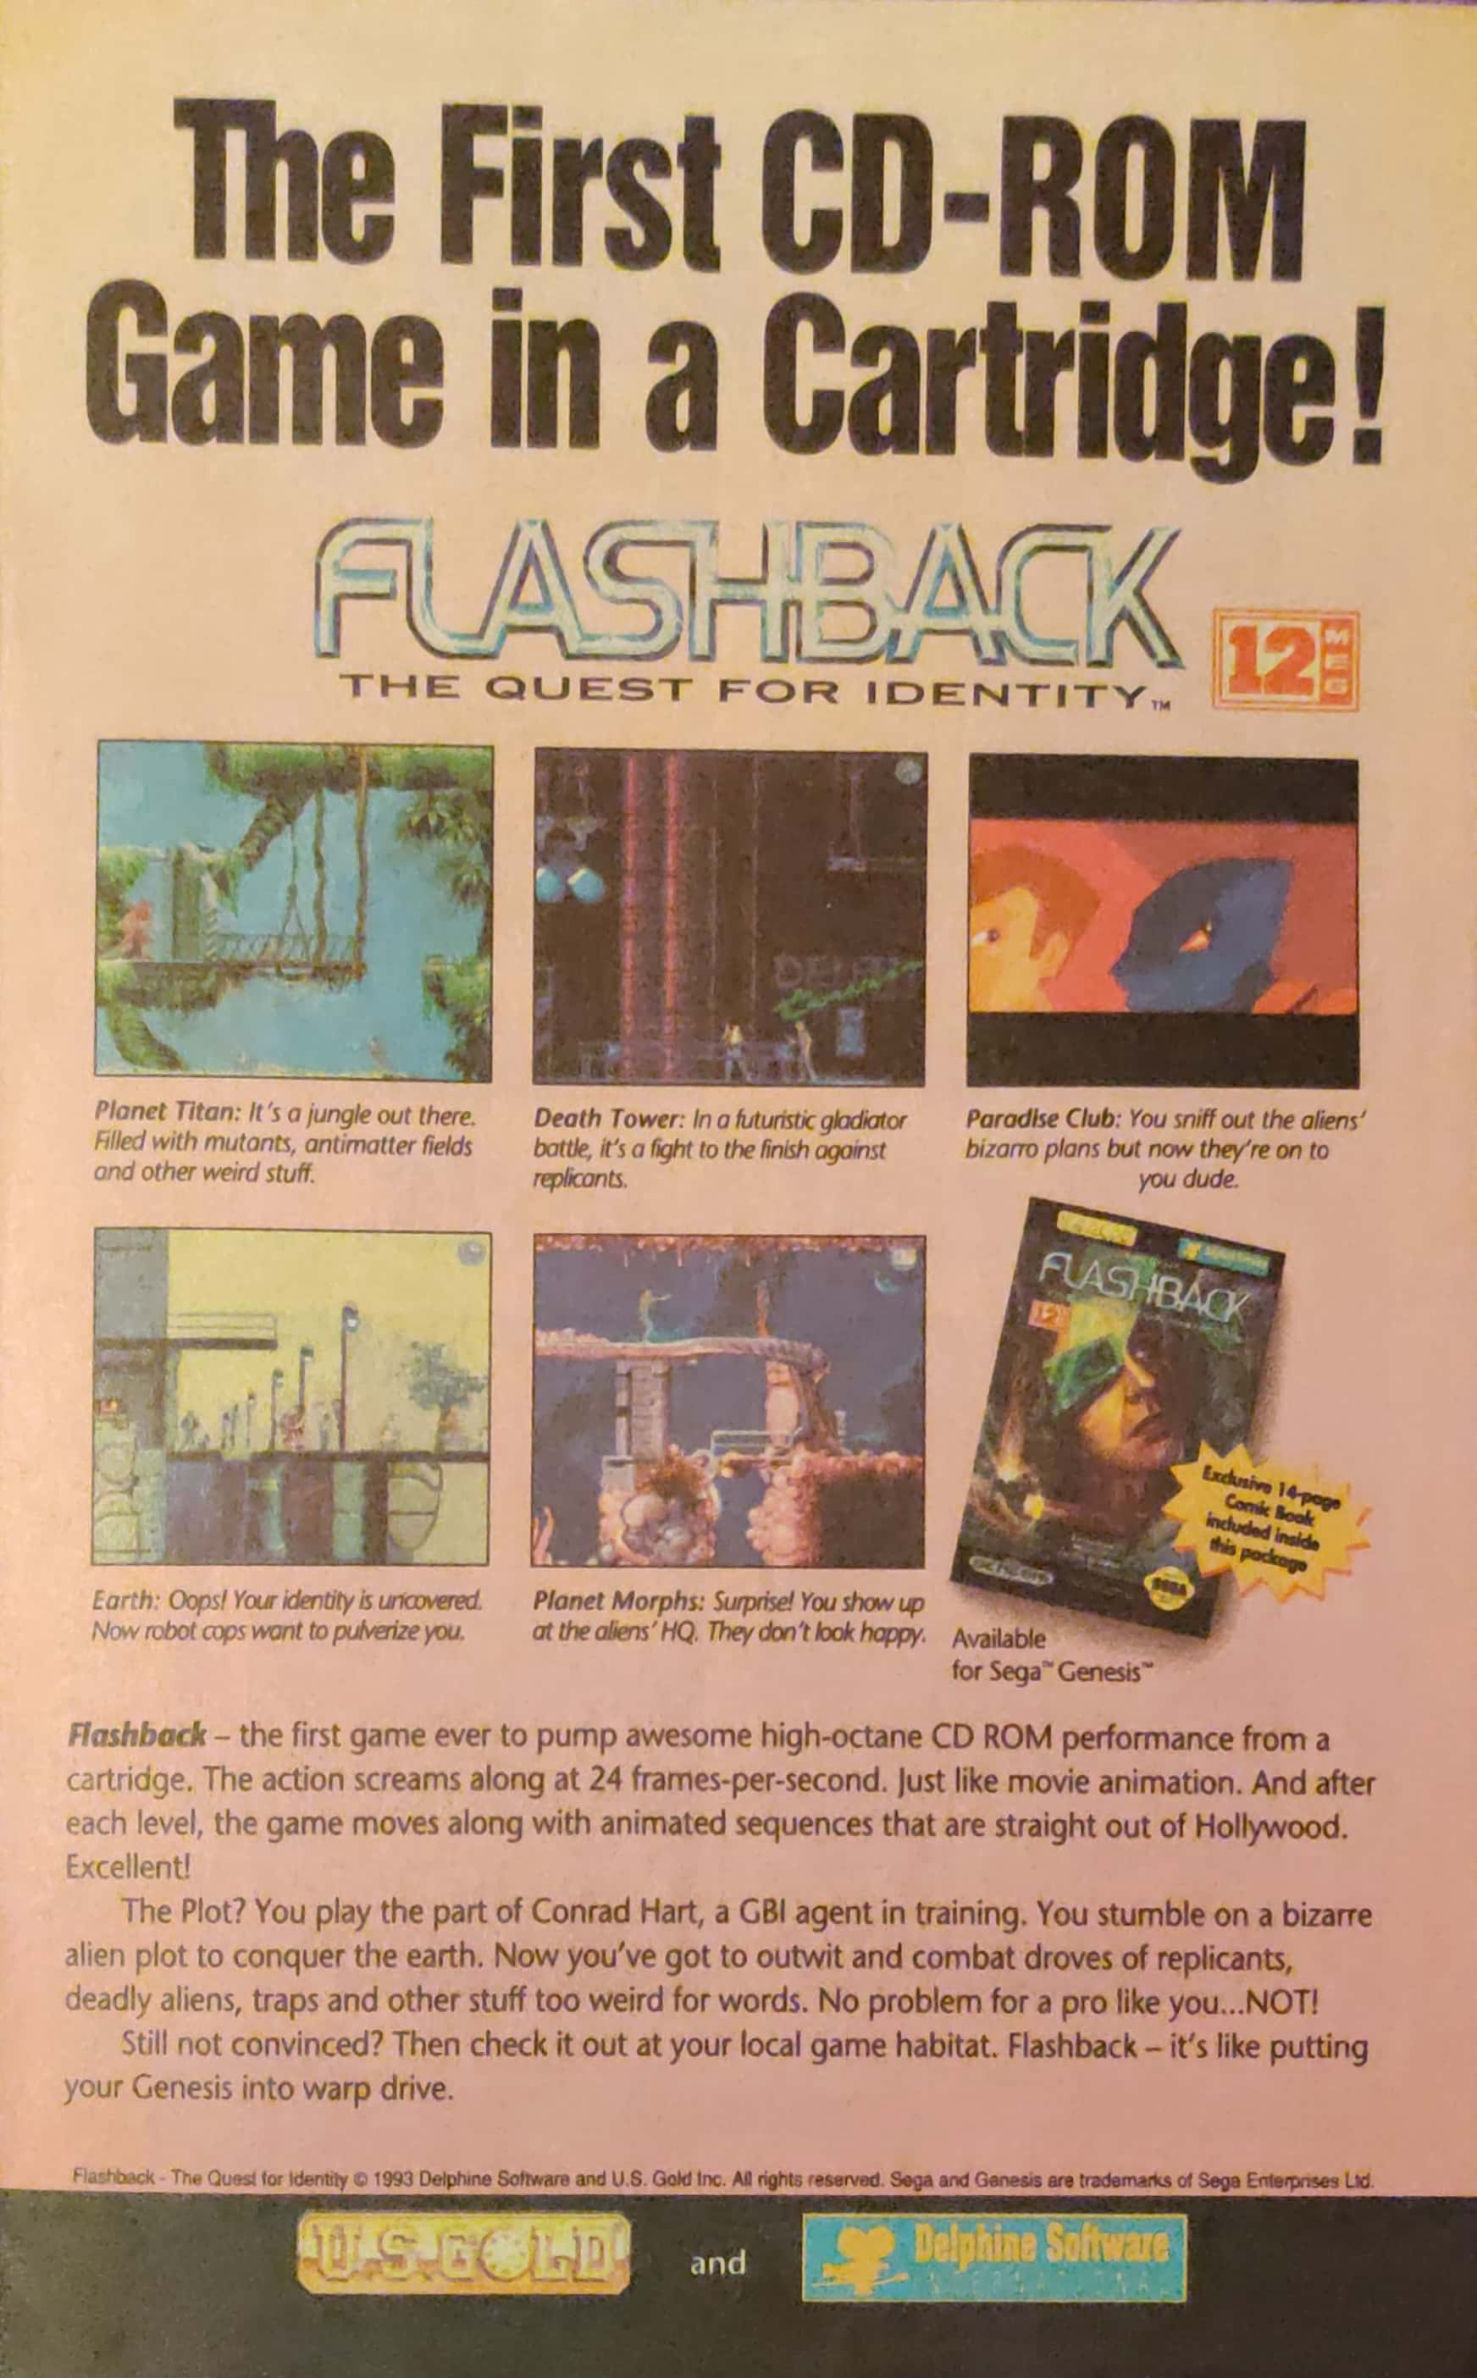 The First CD-ROM
Game in a Cartridge!
FLASHBACK
THE QUEST FOR IDENTITY™
12 MEG
Planet Titan: It's a jungle out there.
Filled with mutants, antimatter fields
and other weird stuff.
Death Tower: In a futuristic gladiator
battle, it's a fight to the finish against
replicants.
Paradise Club: You sniff out the aliens'
bizarro plans but now they're on to
you dude.
FLASHBACK
Exclusive 14-page
Comic Book
included inside
this package
GENESIS
SEGA
Earth: Oops! Your identity is uncovered.
Now robot cops want to pulverize you.
Planet Morphs: Surprise! You show up
at the aliens' HQ. They don't look happy.
Available
for Sega™ Genesis™
Flashback – the first game ever to pump awesome high-octane CD ROM performance from a
cartridge. The action screams along at 24 frames-per-second. Just like movie animation. And after
each level, the game moves along with animated sequences that are straight out of Hollywood.
Excellent!
The Plot? You play the part of Conrad Hart, a GBI agent in training. You stumble on a bizarre
alien plot to conquer the earth. Now you've got to outwit and combat droves of replicants,
deadly aliens, traps and other stuff too weird for words. No problem for a pro like you...NOT!
Still not convinced? Then check it out at your local game habitat. Flashback – it's like putting
your Genesis into warp drive.
Flashback - The Quest for Identity © 1993 Delphine Software and U.S. Gold Inc. All rights reserved. Sega and Genesis are trademarks of Sega Enterprises Ltd.
U.S. GOLD
and
Delphine Software
INTERNATIONAL